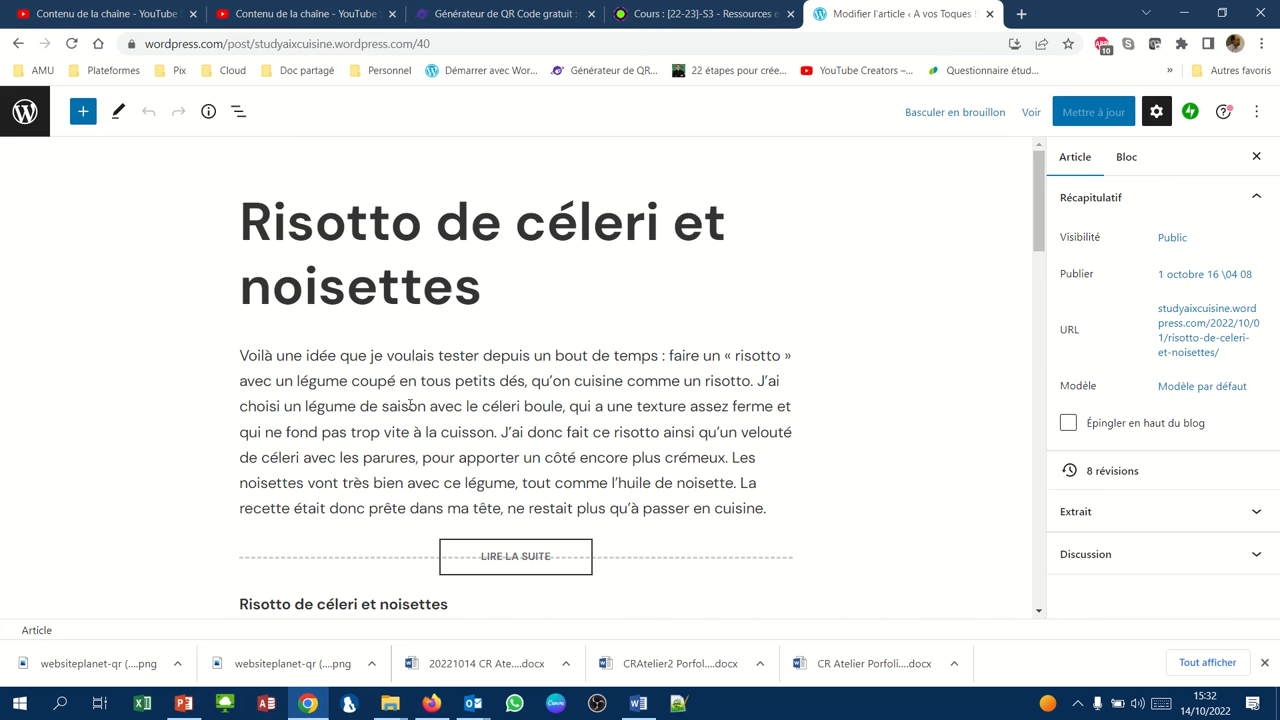 Contenu de la chaîne - YouTube S
Contenu de la chaîne - YouTube S
Générateur de QR Code gratuit :
Cours : [22-23]-S3 - Ressources e
Modifier l'article ‹ A vos Toques !
wordpress.com/post/studyaixcuisine.wordpress.com/40
10
AMU
Plateformes
Pix
Cloud
Doc partagé
Personnel
Démarrer avec Wor...
Générateur de QR...
22 étapes pour crée...
YouTube Creators –...
Questionnaire étud...
»
Autres favoris
Basculer en brouillon
Voir
Mettre à jour
Risotto de céleri et
noisettes
Voilà une idée que je voulais tester depuis un bout de temps : faire un « risotto »
avec un légume coupé en tous petits dés, qu'on cuisine comme un risotto. J'ai
choisi un légume de saison avec le céleri boule, qui a une texture assez ferme et
qui ne fond pas trop vite à la cuisson. J'ai donc fait ce risotto ainsi qu'un velouté
de céleri avec les parures, pour apporter un côté encore plus crémeux. Les
noisettes vont très bien avec ce légume, tout comme l'huile de noisette. La
recette était donc prête dans ma tête, ne restait plus qu'à passer en cuisine.
LIRE LA SUITE
Risotto de céleri et noisettes
Article
Bloc
Récapitulatif
Visibilité
Public
Publier
1 octobre 16 \04 08
URL
studyaixcuisine.word
press.com/2022/10/0
1/risotto-de-celeri-
et-noisettes/
Modèle
Modèle par défaut
Épingler en haut du blog
8 révisions
Extrait
Discussion
Article
websiteplanet-qr (....png
websiteplanet-qr (....png
20221014 CR Ate....docx
CRAtelier2 Porfol....docx
CR Atelier Porfoli....docx
Tout afficher
15:32
14/10/2022